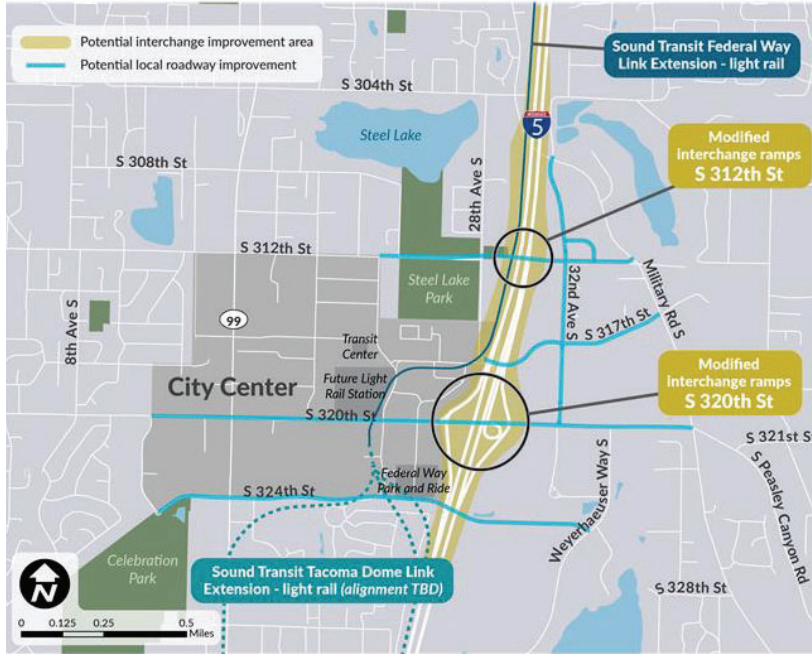 Potential interchange improvement area
Potential local roadway improvement
Sound Transit Federal Way
Link Extension - light rail
S 304th St
5
Steel Lake
28th Ave S
Modified
interchange ramps
S 312th St
S 308th St
S 312th St
Steel Lake
Park
32nd Ave S
Military Rd S
8th Ave S
99
S 317th St
Transit
Center
Future Light
Rail Station
City Center
Modified
interchange ramps
S 320th St
S 320th St
S 321st St
Federal Way
Park and Ride
S 324th St
Weyerhaeuser Way S
S Peasley Canyon Rd
Celebration
Park
Sound Transit Tacoma Dome Link
Extension - light rail (alignment TBD)
S 328th St
N
0 0.125 0.25 0.5
Miles